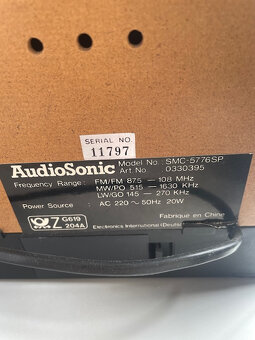 SERIAL NO.
11797
AudioSonic Model No. SMC-5776SP
Art No. 0330395
Frequency Range: FM/FM 87.5 - 108 MHz
MW/PO 515 - 1630 KHz
LW/GO 145 - 270 KHz
Power Source: AC 220 ~ 50Hz 20W
Fabriqué en Chine
Z G619
204A
Electronics International (Deutsc